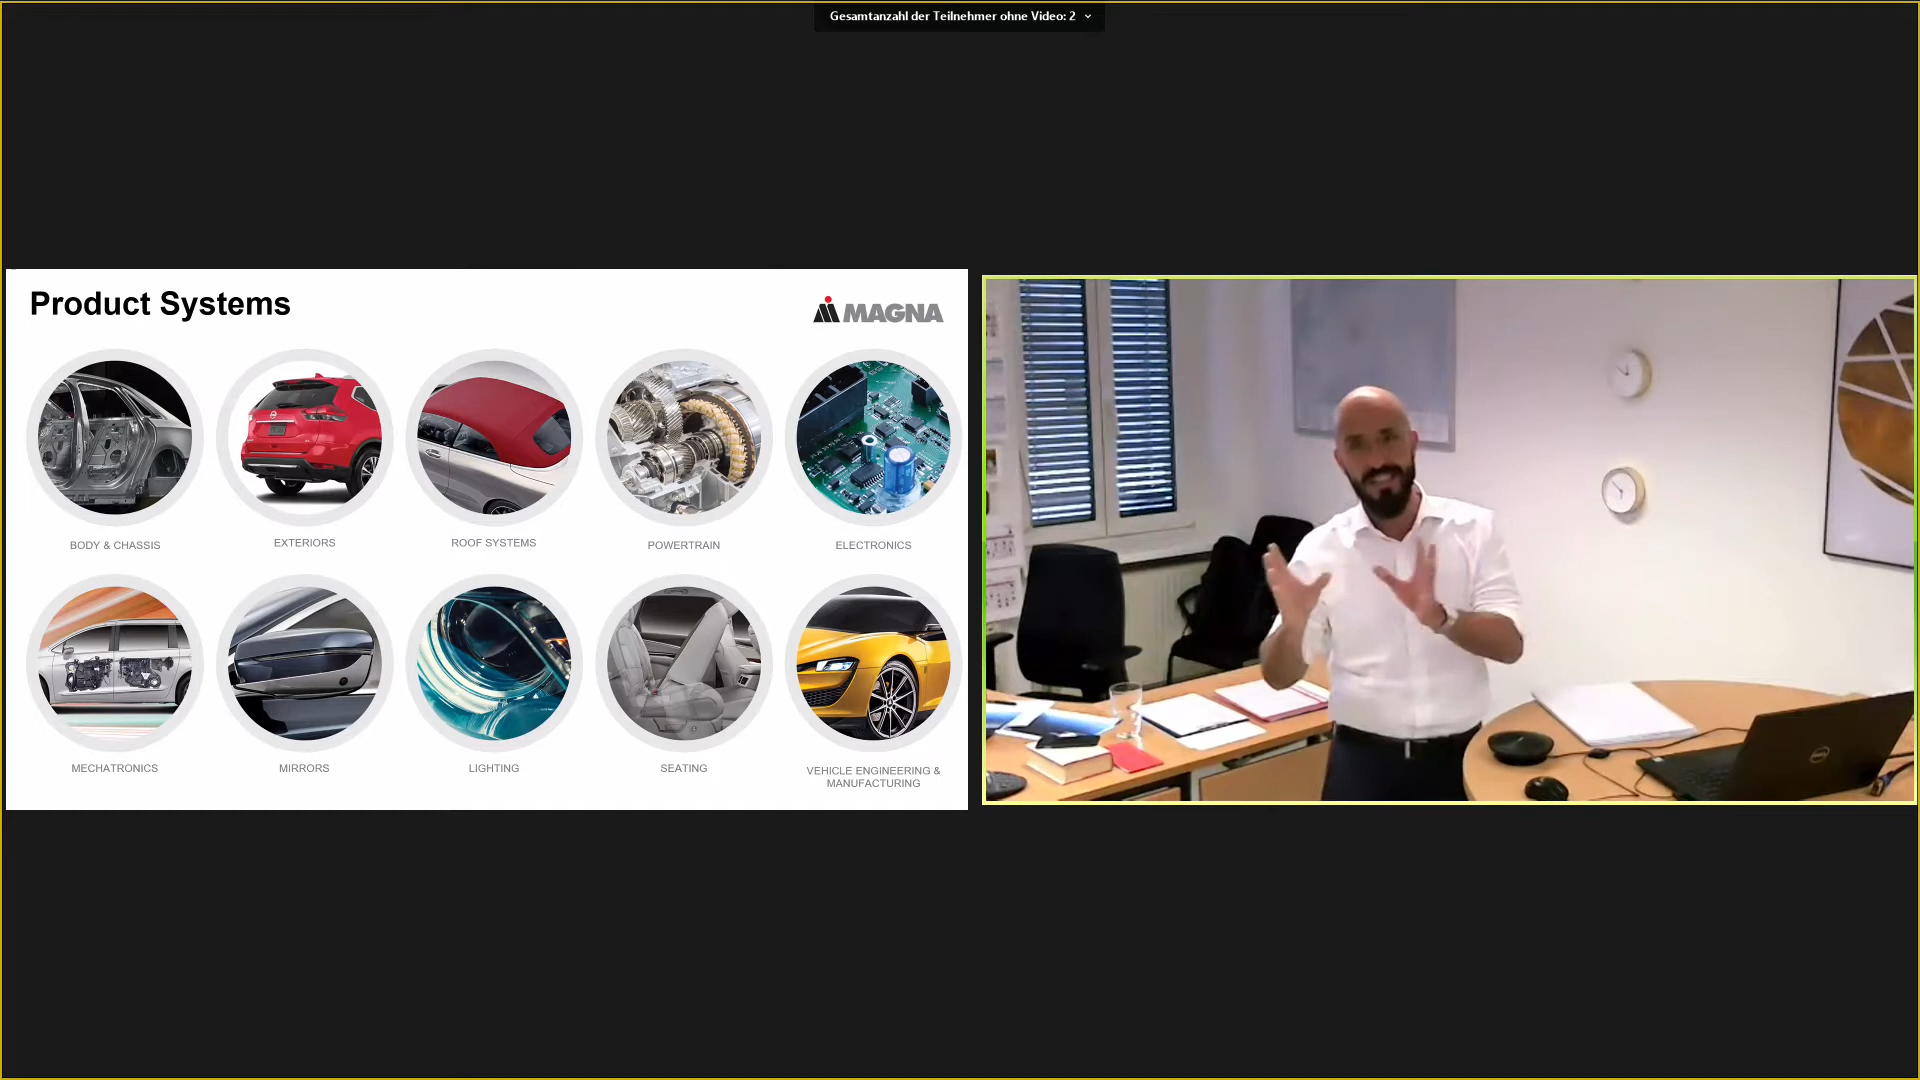 Gesamtanzahl der Teilnehmer ohne Video: 2
Product Systems
MAGNA
BODY & CHASSIS
EXTERIORS
ROOF SYSTEMS
POWERTRAIN
ELECTRONICS
MECHATRONICS
MIRRORS
LIGHTING
SEATING
VEHICLE ENGINEERING &
MANUFACTURING